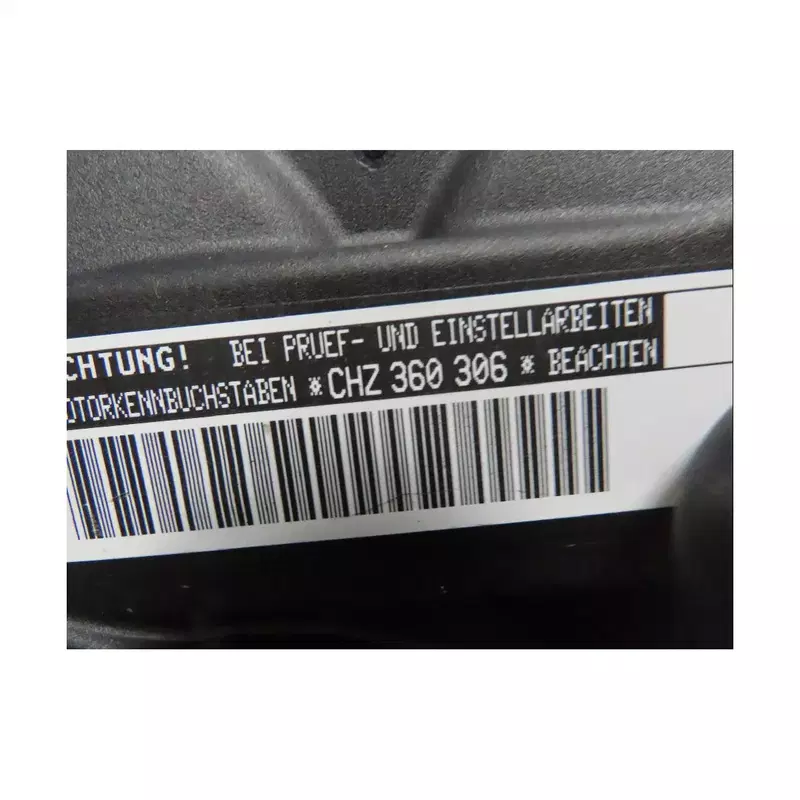 CHTUNG! BEI PRUEF- UND EINSTELLARBEITEN
OTORKENNBUCHSTABEN *CHZ 360 306* BEACHTEN